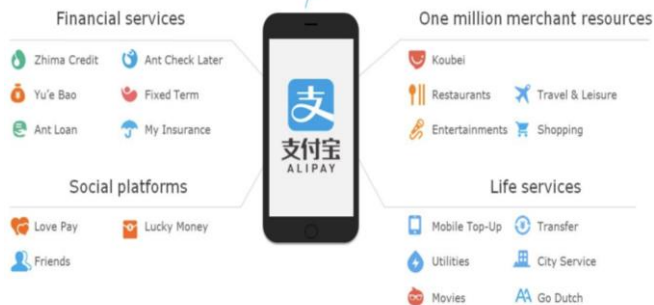 Financial services
Zhima Credit
Ant Check Later
Yu'e Bao
Fixed Term
Ant Loan
My Insurance
One million merchant resources
Koubei
Restaurants
Travel & Leisure
Entertainments
Shopping
支
支付宝
ALIPAY
Social platforms
Love Pay
Lucky Money
Friends
Life services
Mobile Top-Up
Transfer
Utilities
City Service
Movies
AA Go Dutch